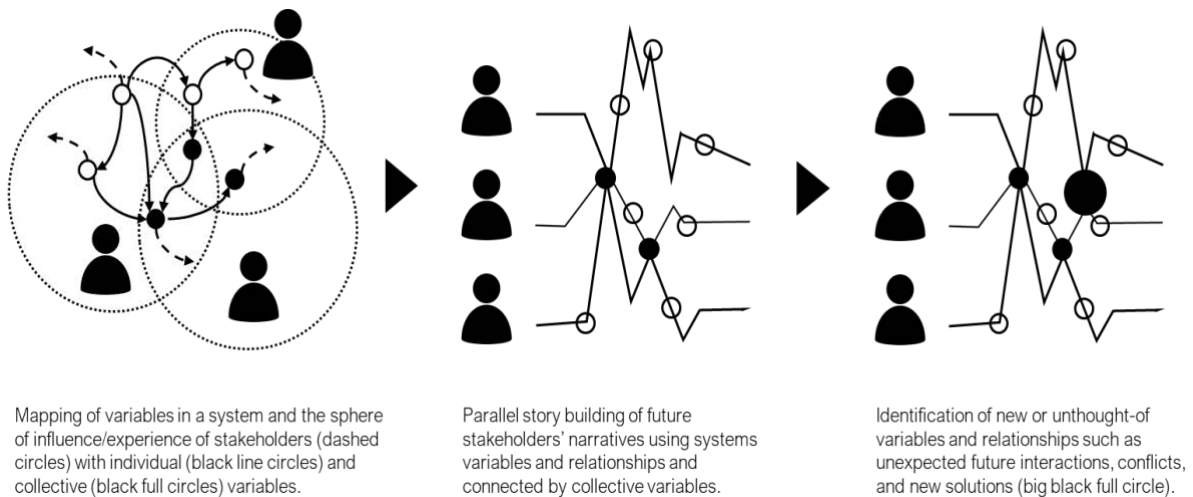 Mapping of variables in a system and the sphere
of influence/experience of stakeholders (dashed
circles) with individual (black line circles) and
collective (black full circles) variables.
Parallel story building of future
stakeholders’ narratives using systems
variables and relationships and
connected by collective variables.
Identification of new or unthought-of
variables and relationships such as
unexpected future interactions, conflicts,
and new solutions (big black full circle).